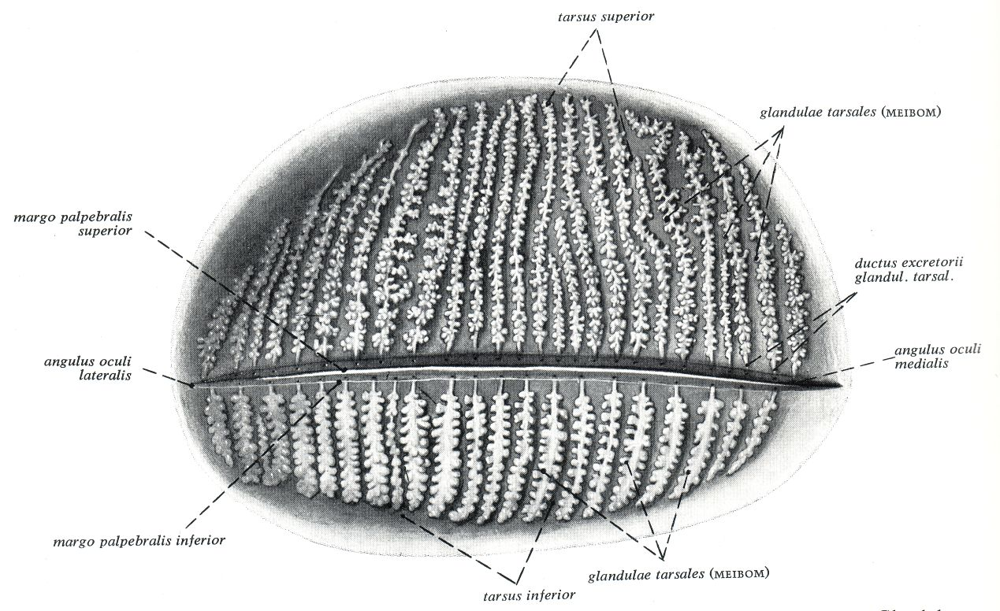 tarsus superior
glandulae tarsales (MEIBOM)
margo palpebralis
superior
ductus excretorii
glandul. tarsal.
angulus oculi
medialis
angulus oculi
lateralis
margo palpebralis inferior
glandulae tarsales (MEIBOM)
tarsus inferior